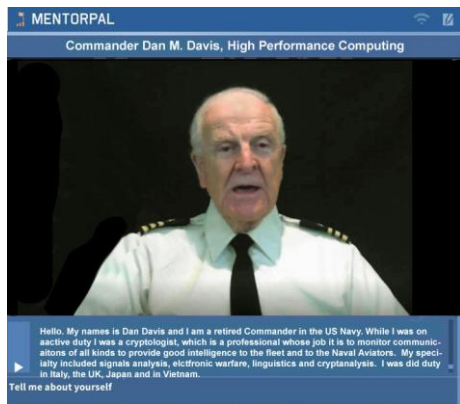 MENTORPAL
Commander Dan M. Davis, High Performance Computing
Hello. My names is Dan Davis and I am a retired Commander in the US Navy. While I was on
aactive duty I was a cryptologist, which is a professional whose job it is to monitor communic-
aitons of all kinds to provide good intelligence to the fleet and to the Naval Aviators. My speci-
ialty included signals analysis, elctfronic warfare, linguistics and cryptanalysis. I was did duty
in Italy, the UK, Japan and in Vietnam.
Tell me about yourself